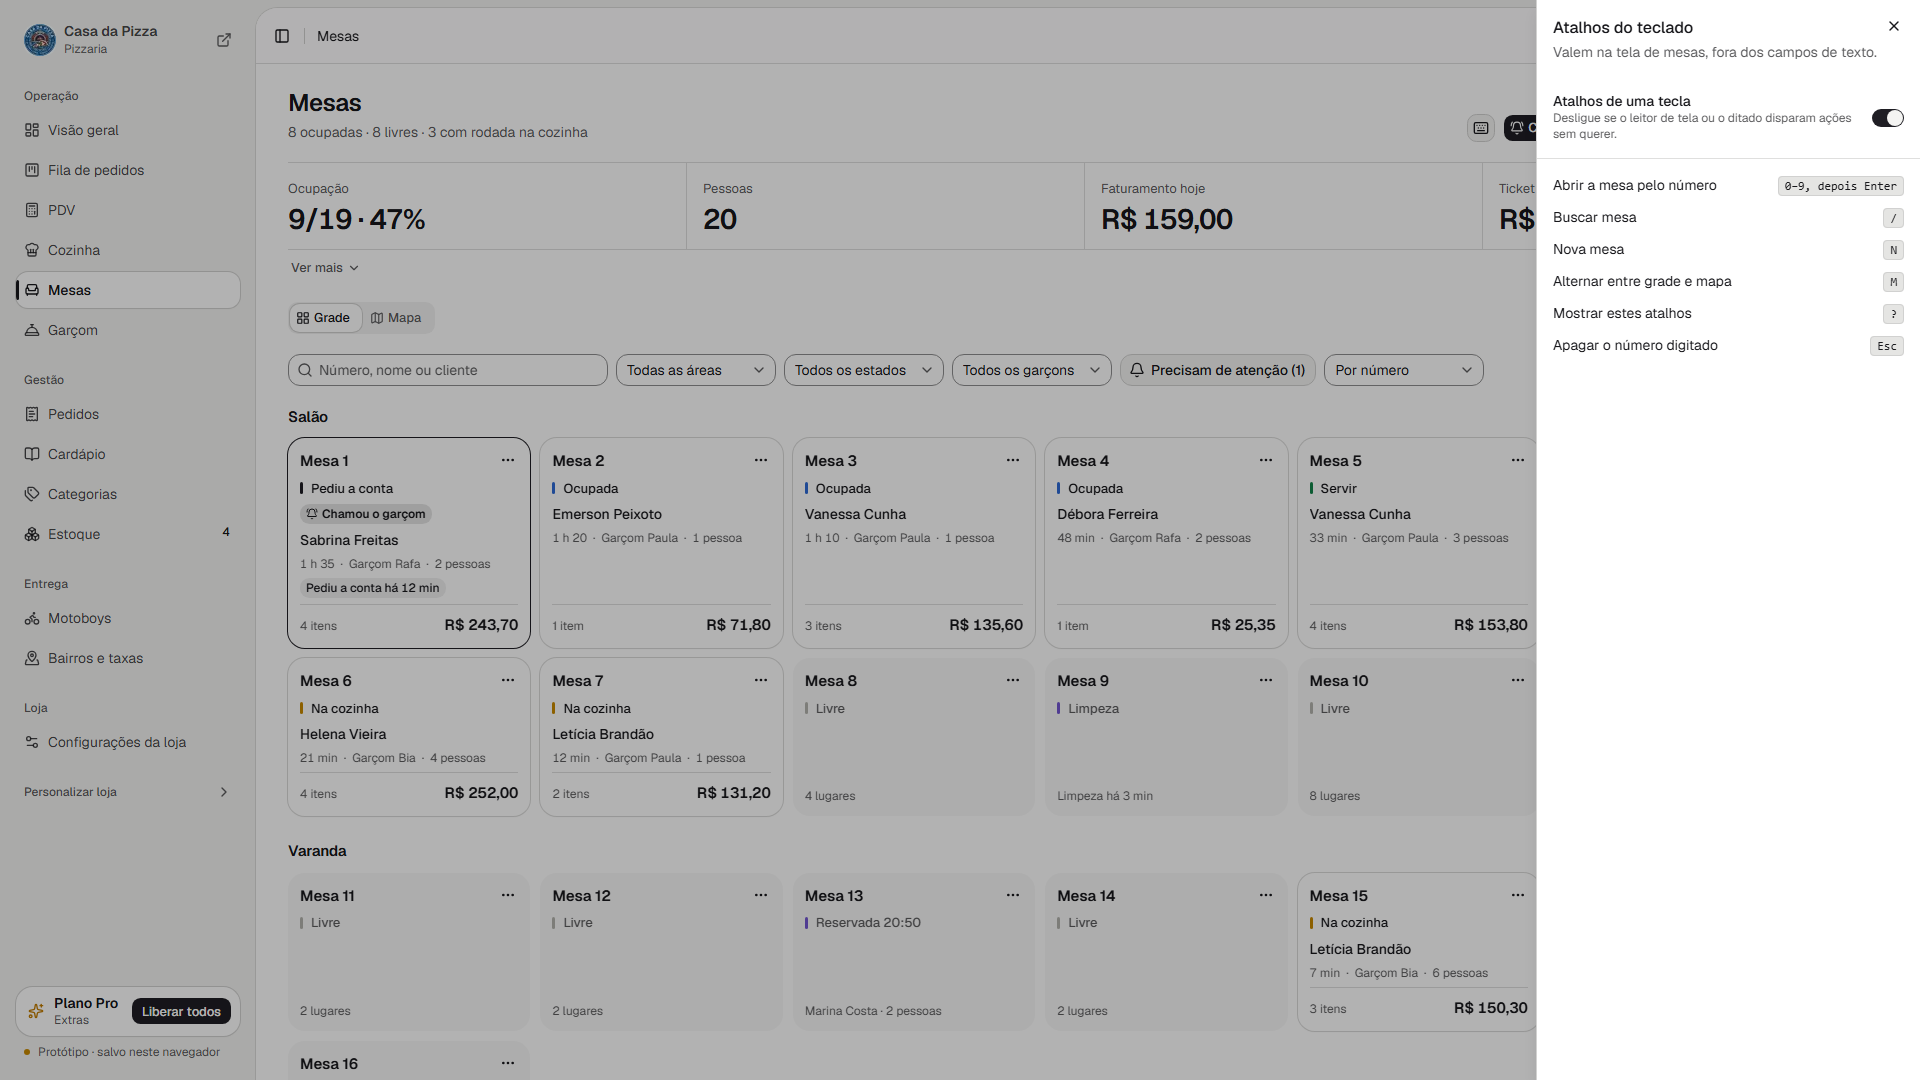 Casa da Pizza
Pizzaria
Operação
Visão geral
Fila de pedidos
PDV
Cozinha
Mesas
Garçom
Gestão
Pedidos
Cardápio
Categorias
Estoque
4
Entrega
Motoboys
Bairros e taxas
Loja
Configurações da loja
Personalizar loja
Plano Pro
Extras
Liberar todos
Protótipo · salvo neste navegador
Mesas
Mesas
8 ocupadas · 8 livres · 3 com rodada na cozinha
Ocupação
9/19 · 47%
Pessoas
20
Faturamento hoje
R$ 159,00
Ticket
R$
Ver mais
Grade
Mapa
Número, nome ou cliente
Todas as áreas
Todos os estados
Todos os garçons
Precisam de atenção (1)
Por número
Salão
Mesa 1
Pediu a conta
Chamou o garçom
Sabrina Freitas
1 h 35 · Garçom Rafa · 2 pessoas
Pediu a conta há 12 min
4 itens
R$ 243,70
Mesa 2
Ocupada
Emerson Peixoto
1 h 20 · Garçom Paula · 1 pessoa
1 item
R$ 71,80
Mesa 3
Ocupada
Vanessa Cunha
1 h 10 · Garçom Paula · 1 pessoa
3 itens
R$ 135,60
Mesa 4
Ocupada
Débora Ferreira
48 min · Garçom Rafa · 2 pessoas
1 item
R$ 25,35
Mesa 5
Servir
Vanessa Cunha
33 min · Garçom Paula · 3 pessoas
4 itens
R$ 153,80
Mesa 6
Na cozinha
Helena Vieira
21 min · Garçom Bia · 4 pessoas
4 itens
R$ 252,00
Mesa 7
Na cozinha
Letícia Brandão
12 min · Garçom Paula · 1 pessoa
2 itens
R$ 131,20
Mesa 8
Livre
4 lugares
Mesa 9
Limpeza
Limpeza há 3 min
Mesa 10
Livre
8 lugares
Varanda
Mesa 11
Livre
2 lugares
Mesa 12
Livre
2 lugares
Mesa 13
Reservada 20:50
Marina Costa · 2 pessoas
Mesa 14
Livre
2 lugares
Mesa 15
Na cozinha
Letícia Brandão
7 min · Garçom Bia · 6 pessoas
3 itens
R$ 150,30
Mesa 16
Atalhos do teclado
Valem na tela de mesas, fora dos campos de texto.
Atalhos de uma tecla
Desligue se o leitor de tela ou o ditado disparam ações
sem querer.
Abrir a mesa pelo número
0–9, depois Enter
Buscar mesa
/
Nova mesa
N
Alternar entre grade e mapa
M
Mostrar estes atalhos
?
Apagar o número digitado
Esc